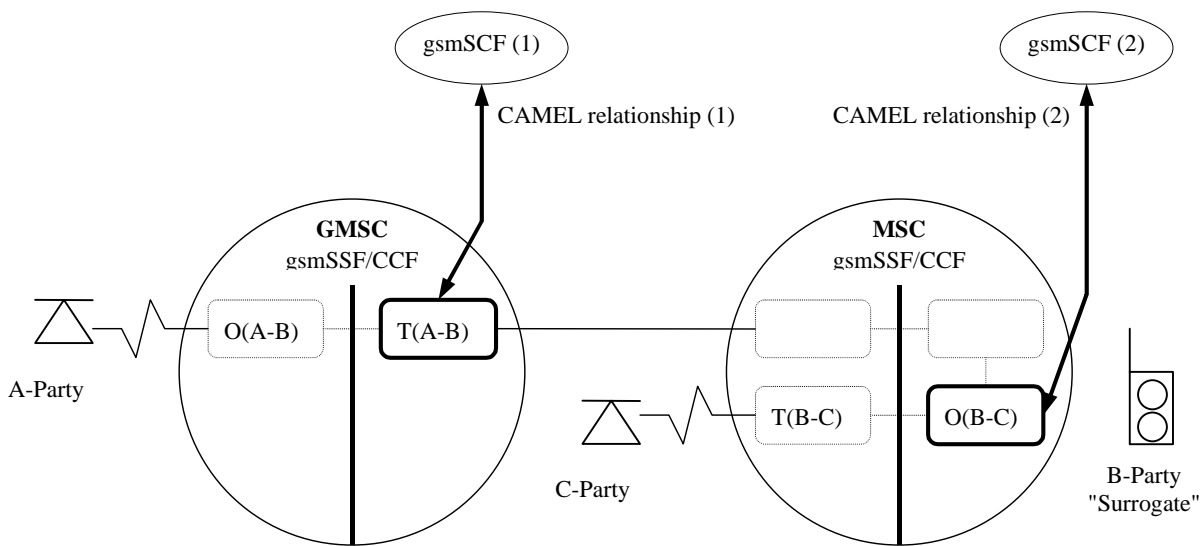 gsmSCF (1)
gsmSCF (2)
CAMEL relationship (1)
CAMEL relationship (2)
GMSC
gsmSSF/CCF
MSC
gsmSSF/CCF
O(A-B)
T(A-B)
A-Party
T(B-C)
O(B-C)
C-Party
B-Party
"Surrogate"